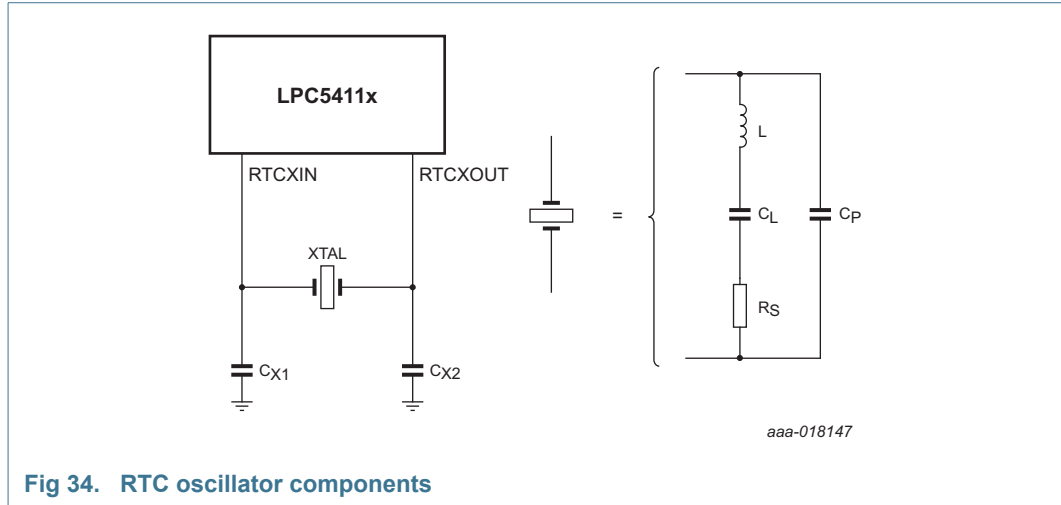 LPC5411x
RTCXIN
RTCXOUT
XTAL
CX1
CX2
=
L
CL
CP
RS
aaa-018147
Fig 34. RTC oscillator components